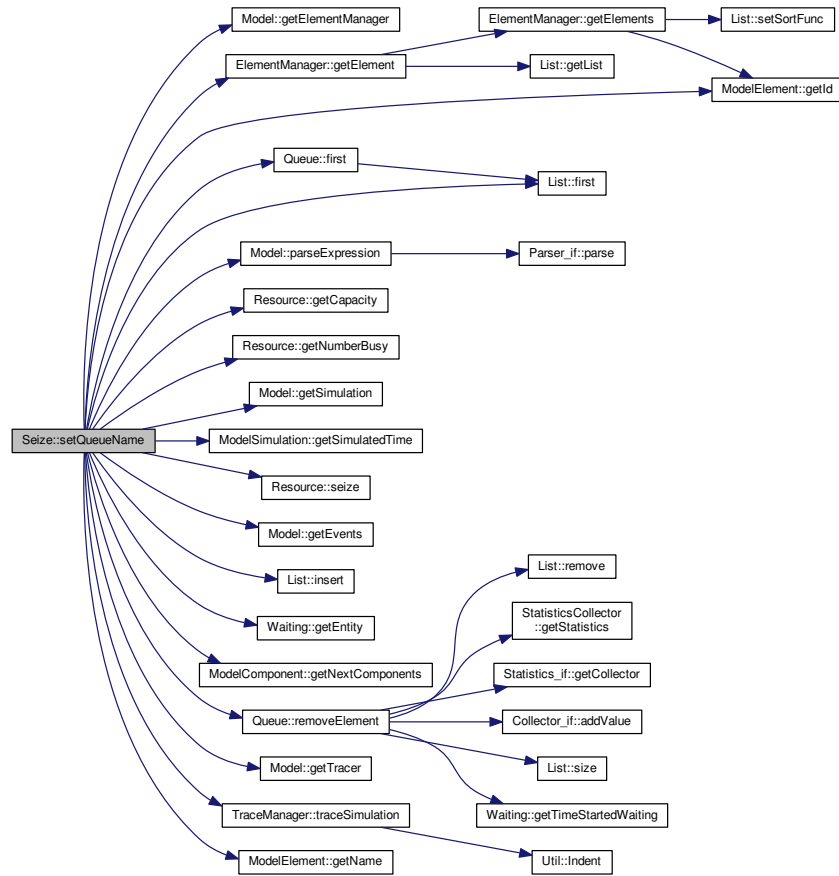 Model::getElementManager
ElementManager::getElements
List::setSortFunc
ElementManager::getElement
List::getList
ModelElement::getId
Queue::first
List::first
Model::parseExpression
Parser_if::parse
Resource::getCapacity
Resource::getNumberBusy
Model::getSimulation
Seize::setQueueName
ModelSimulation::getSimulatedTime
Resource::seize
Model::getEvents
List::remove
List::insert
StatisticsCollector
::getStatistics
Waiting::getEntity
ModelComponent::getNextComponents
Statistics_if::getCollector
Queue::removeElement
Collector_if::addValue
Model::getTracer
List::size
TraceManager::traceSimulation
Waiting::getTimeStartedWaiting
ModelElement::getName
Util::Indent